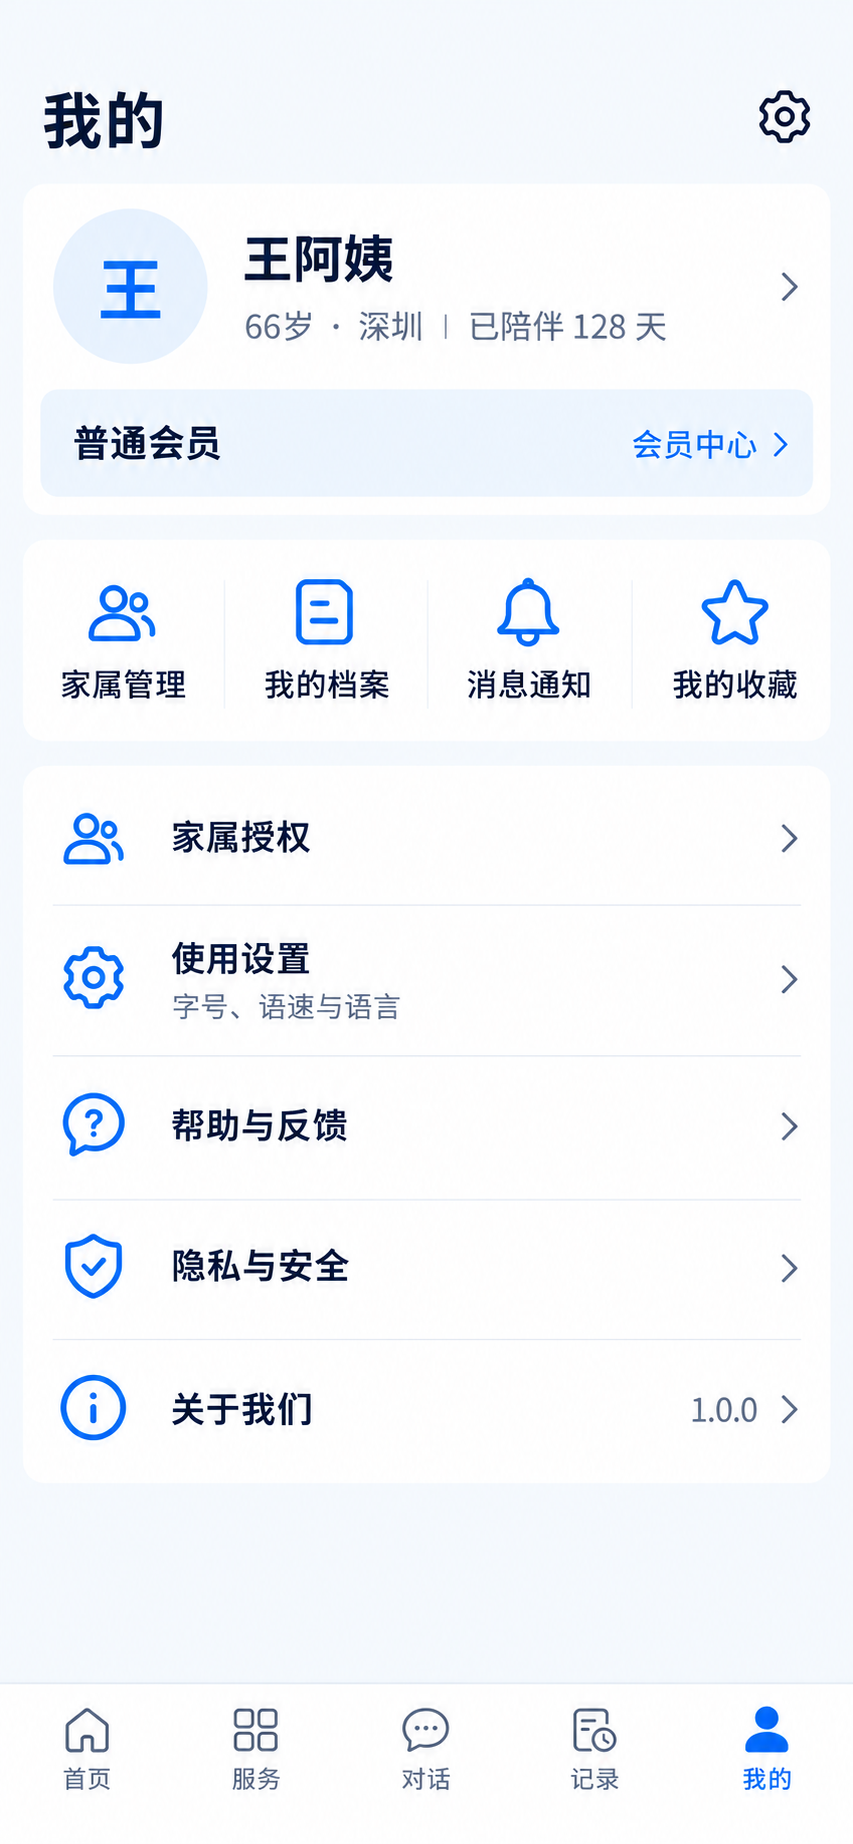 我的
王
王阿姨
66岁 · 深圳 | 已陪伴 128 天
普通会员
会员中心
家属管理 我的档案 消息通知 我的收藏
家属授权
使用设置
字号、语速与语言
帮助与反馈
隐私与安全
关于我们 1.0.0
首页 服务 对话 记录 我的